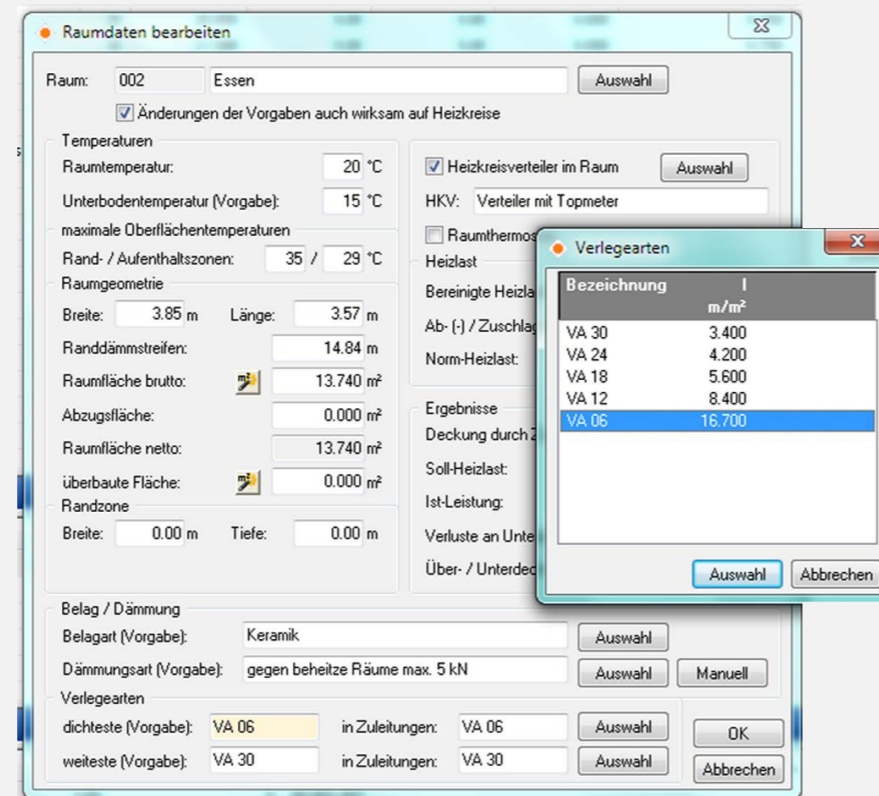 Raumdaten bearbeiten
Raum: 002 Essen Auswahl
Änderungen der Vorgaben auch wirksam auf Heizkreise
Temperaturen
Raumtemperatur: 20 °C
Unterbodentemperatur (Vorgabe): 15 °C
maximale Oberflächentemperaturen
Rand- / Aufenthaltszonen: 35 / 29 °C
Raumgeometrie
Breite: 3.85 m Länge: 3.57 m
Randdämmstreifen: 14.84 m
Raumfläche brutto: 13.740 m²
Abzugsfläche: 0.000 m²
Raumfläche netto: 13.740 m²
überbaute Fläche: 0.000 m²
Randzone
Breite: 0.00 m Tiefe: 0.00 m
Heizkreisverteiler im Raum Auswahl
HKV: Verteiler mit Topmeter
Raumthermos
Heizlast
Bereinigte Heizla
Ab- (-) / Zuschlag
Norm-Heizlast:
Ergebnisse
Deckung durch Z
Soll-Heizlast:
Ist-Leistung:
Verluste an Unte
Über- / Unterdec
Verlegearten
Bezeichnung l
m/m²
VA 30 3.400
VA 24 4.200
VA 18 5.600
VA 12 8.400
VA 06 16.700
Auswahl Abbrechen
Belag / Dämmung
Belagart (Vorgabe): Keramik Auswahl
Dämmungsart (Vorgabe): gegen beheitze Räume max. 5 kN Auswahl Manuell
Verlegearten
dichteste (Vorgabe): VA 06 in Zuleitungen: VA 06 Auswahl
weiteste (Vorgabe): VA 30 in Zuleitungen: VA 30 Auswahl
OK
Abbrechen